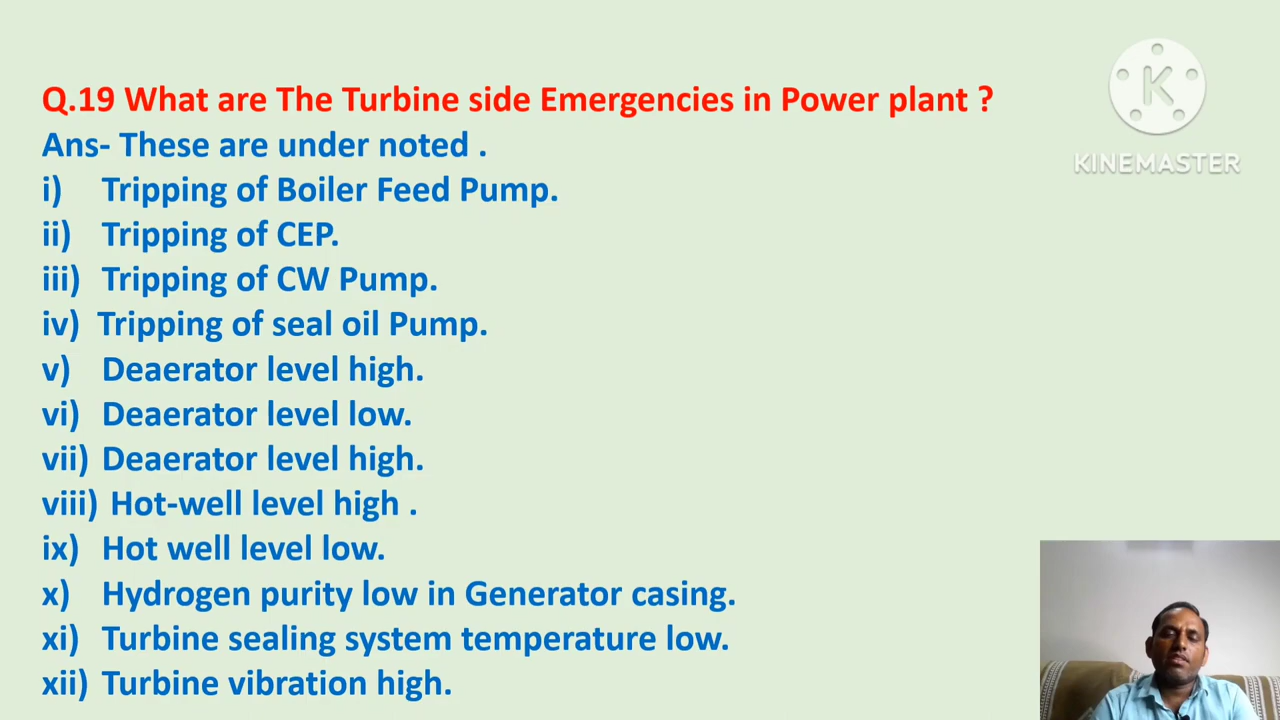 Q.19 What are The Turbine side Emergencies in Power plant ?
Ans- These are under noted .
i) Tripping of Boiler Feed Pump.
ii) Tripping of CEP.
iii) Tripping of CW Pump.
iv) Tripping of seal oil Pump.
v) Deaerator level high.
vi) Deaerator level low.
vii) Deaerator level high.
viii) Hot-well level high .
ix) Hot well level low.
x) Hydrogen purity low in Generator casing.
xi) Turbine sealing system temperature low.
xii) Turbine vibration high.
K
KINEMASTER